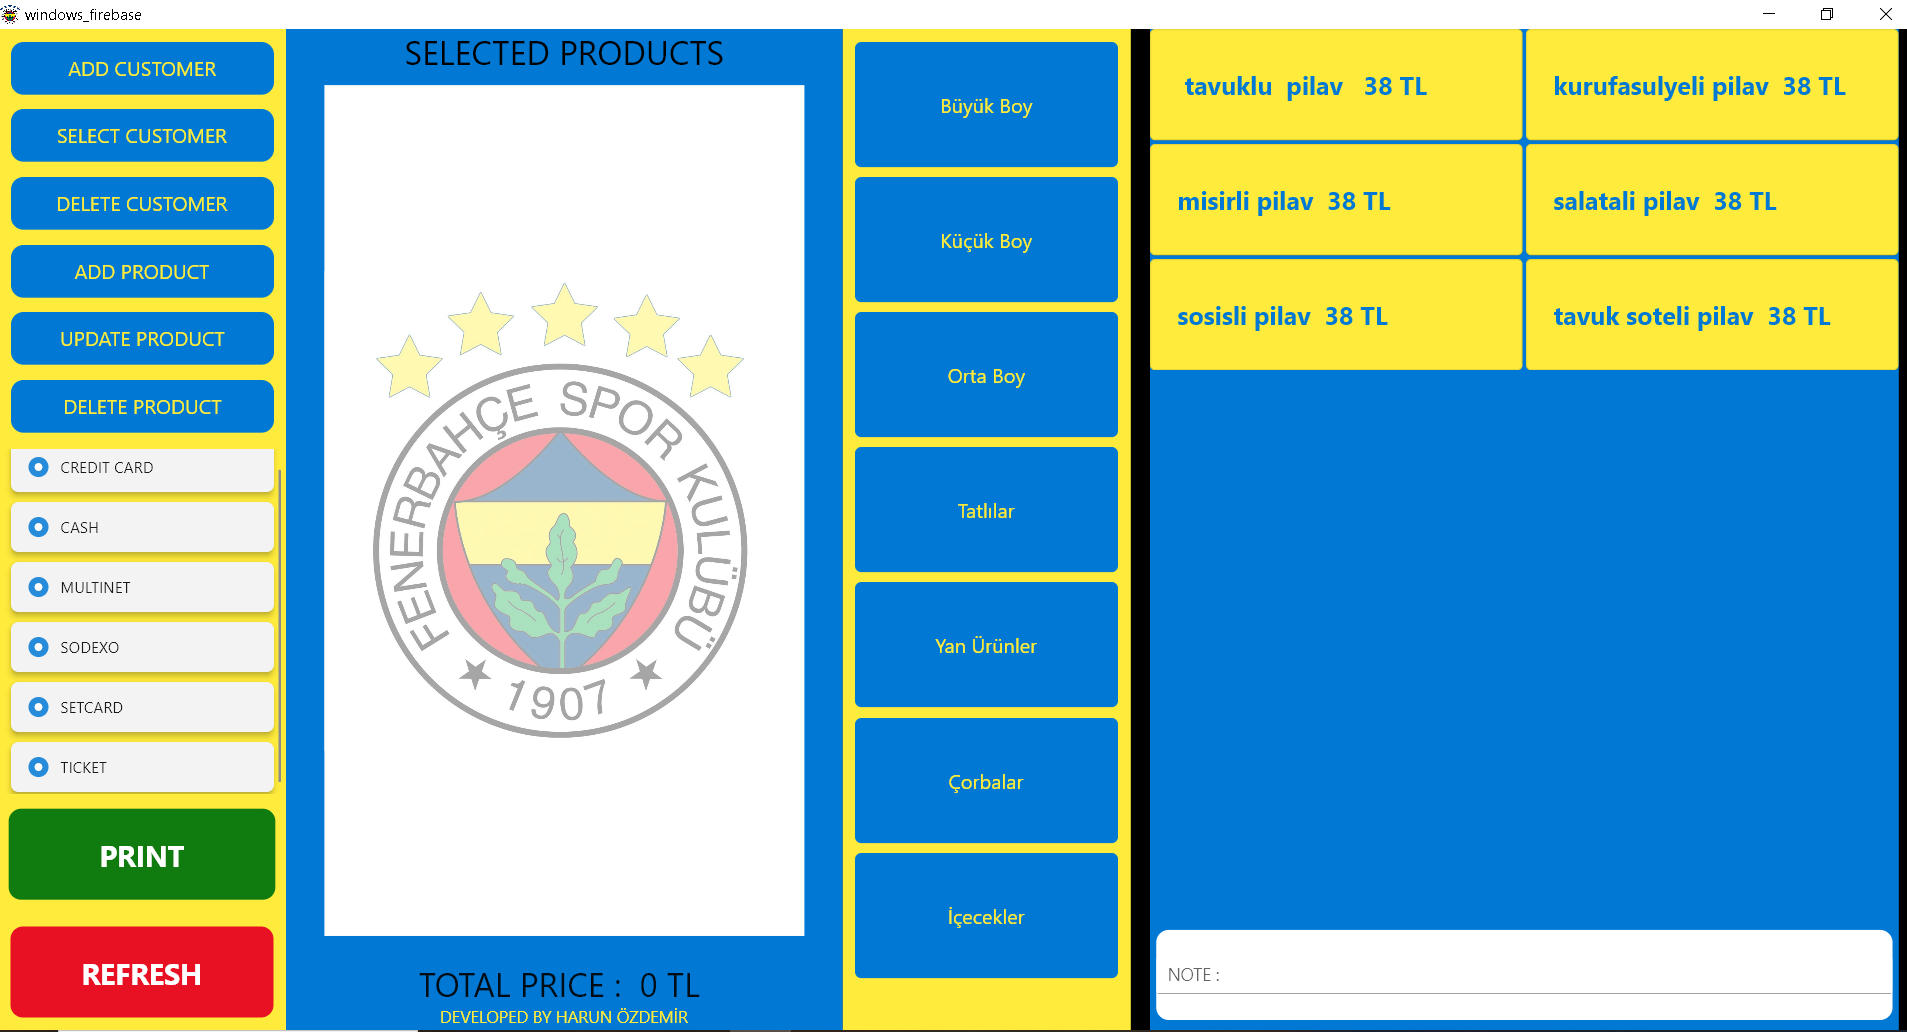 windows_firebase
ADD CUSTOMER
SELECT CUSTOMER
DELETE CUSTOMER
ADD PRODUCT
UPDATE PRODUCT
DELETE PRODUCT
CREDIT CARD
CASH
MULTINET
SODEXO
SETCARD
TICKET
PRINT
REFRESH
SELECTED PRODUCTS
FENERBAHÇE SPOR KULÜBÜ
1907
TOTAL PRICE : 0 TL
DEVELOPED BY HARUN ÖZDEMİR
Büyük Boy
Küçük Boy
Orta Boy
Tatlılar
Yan Ürünler
Çorbalar
İçecekler
tavuklu pilav 38 TL
kurufasulyeli pilav 38 TL
misirli pilav 38 TL
salatali pilav 38 TL
sosisli pilav 38 TL
tavuk soteli pilav 38 TL
NOTE :